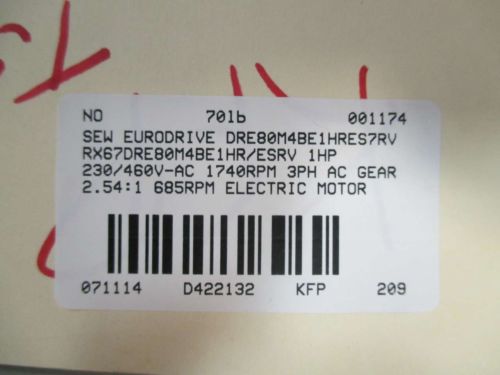 NO 70lb 001174
SEW EURODRIVE DRE80M4BE1HRES7RV
RX67DRE80M4BE1HR/ESRV 1HP
230/460V-AC 1740RPM 3PH AC GEAR
2.54:1 685RPM ELECTRIC MOTOR
071114 D422132 KFP 209